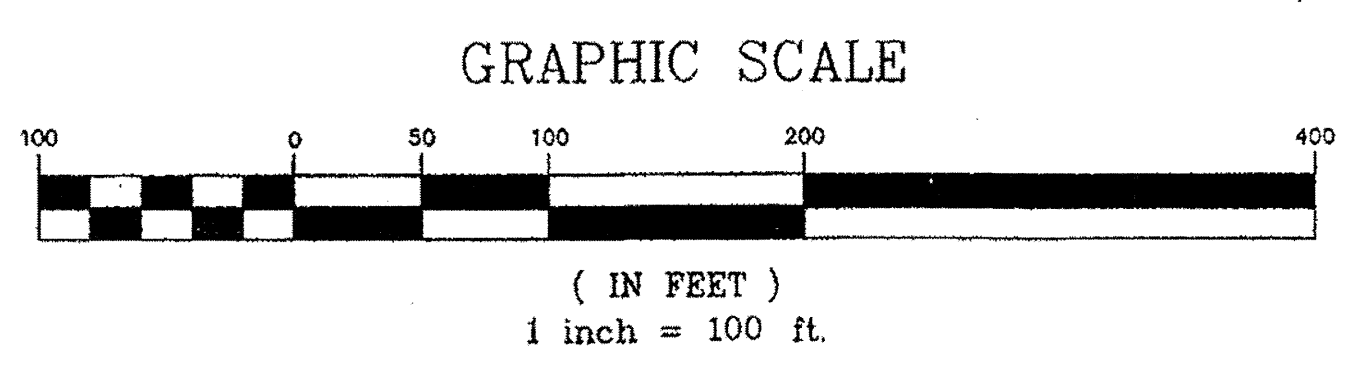 GRAPHIC SCALE
100 0 50 100 200 400
( IN FEET )
1 inch = 100 ft.